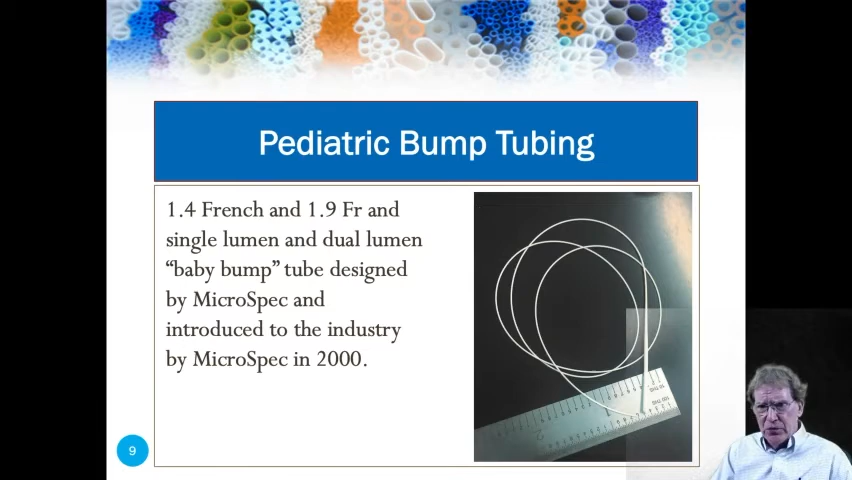 Pediatric Bump Tubing
1.4 French and 1.9 Fr and
single lumen and dual lumen
“baby bump” tube designed
by MicroSpec and
introduced to the industry
by MicroSpec in 2000.
9